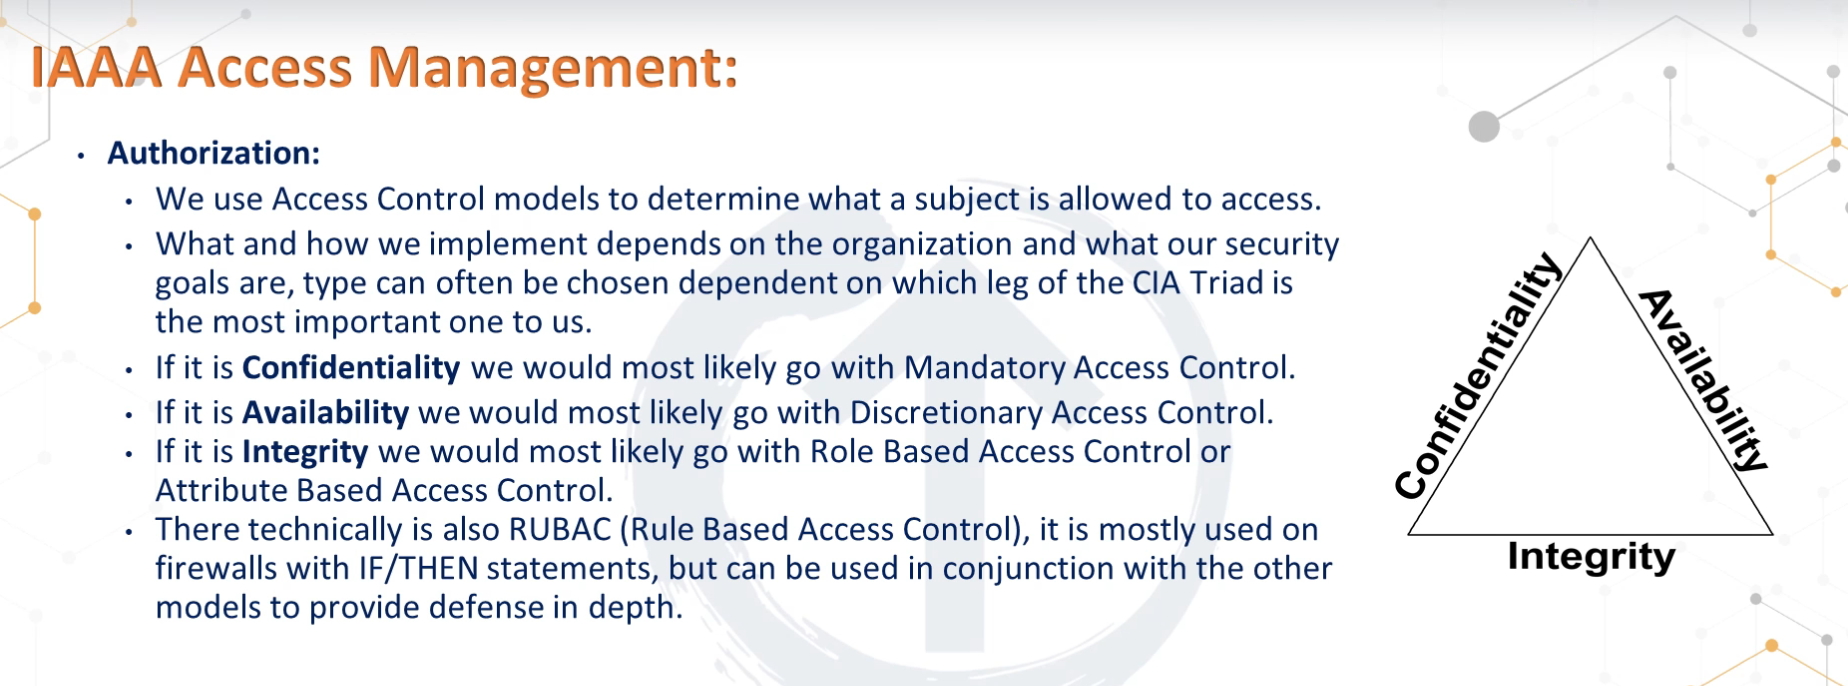 IAAA Access Management:
• Authorization:
• We use Access Control models to determine what a subject is allowed to access.
• What and how we implement depends on the organization and what our security
goals are, type can often be chosen dependent on which leg of the CIA Triad is
the most important one to us.
• If it is Confidentiality we would most likely go with Mandatory Access Control.
• If it is Availability we would most likely go with Discretionary Access Control.
• If it is Integrity we would most likely go with Role Based Access Control or
Attribute Based Access Control.
• There technically is also RUBAC (Rule Based Access Control), it is mostly used on
firewalls with IF/THEN statements, but can be used in conjunction with the other
models to provide defense in depth.
Confidentiality
Availability
Integrity